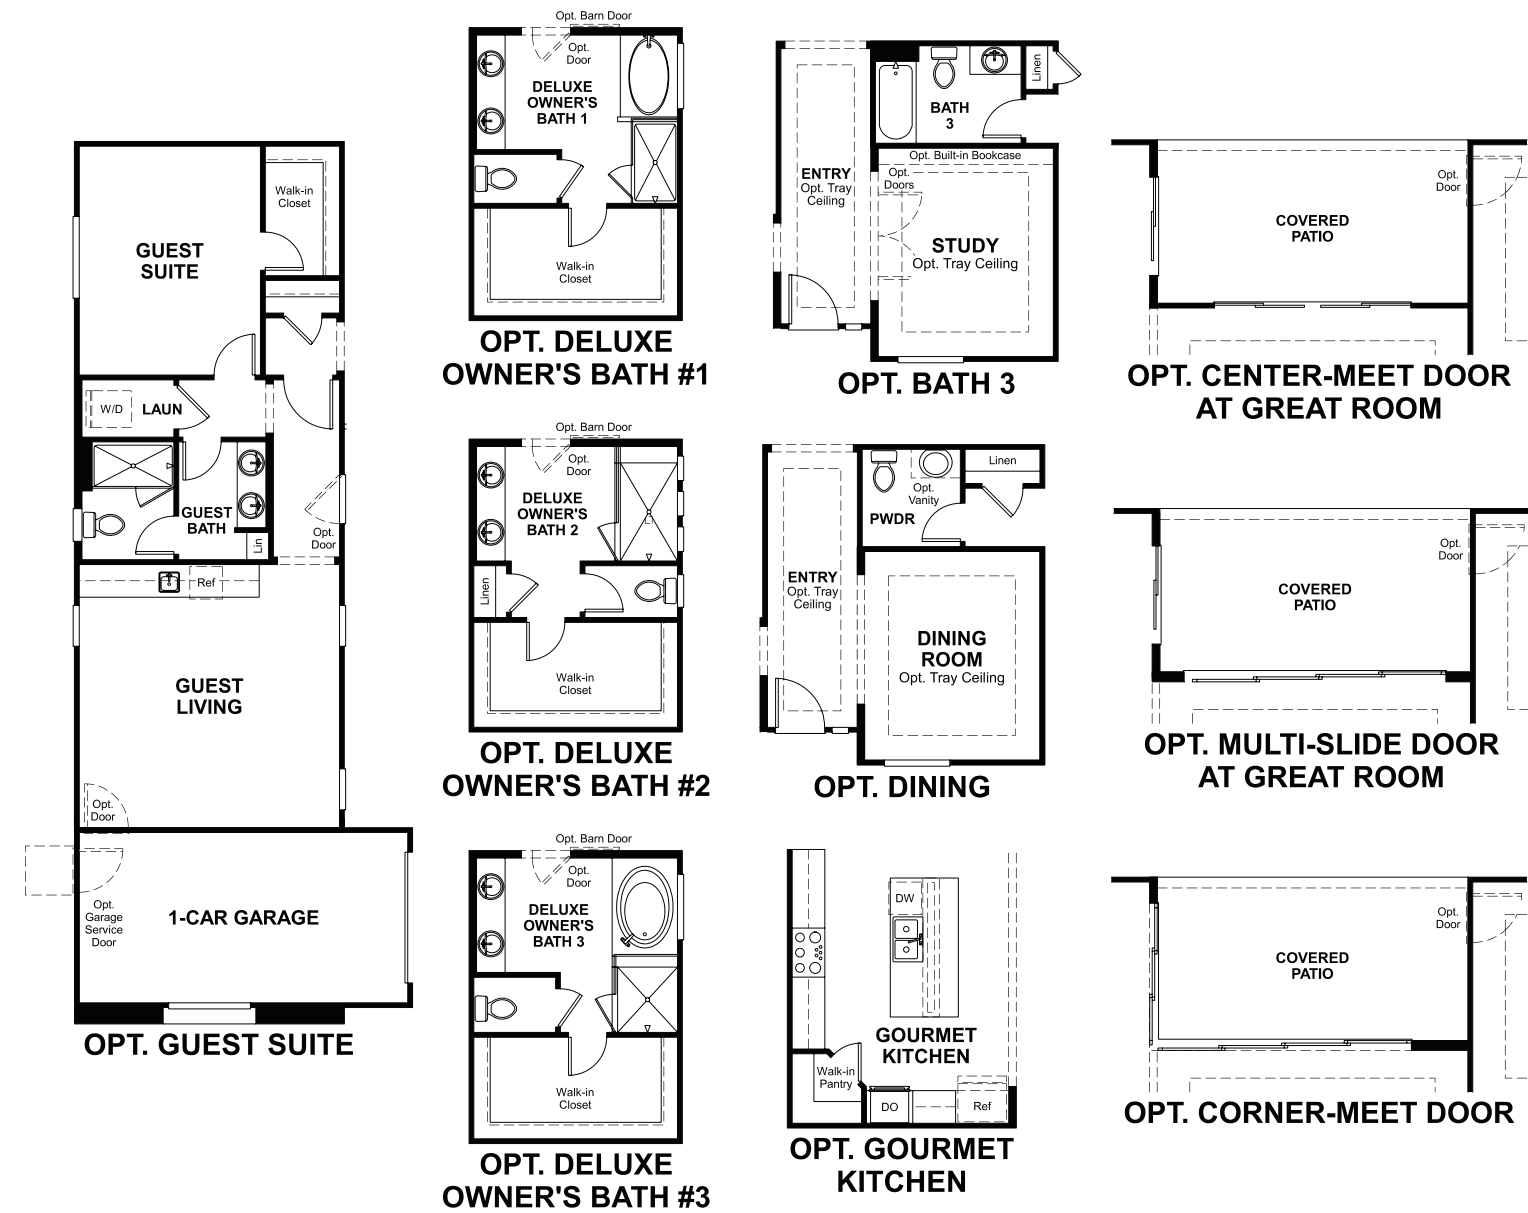 Walk-in
Closet
GUEST
SUITE
W/D
LAUN
GUEST
BATH
Opt.
Door
Lin
Ref
GUEST
LIVING
Opt.
Door
Opt.
Garage
Service
Door
1-CAR GARAGE
OPT. GUEST SUITE
Opt. Barn Door
Opt.
Door
DELUXE
OWNER'S
BATH 1
Walk-in
Closet
OPT. DELUXE
OWNER'S BATH #1
Opt. Barn Door
Opt.
Door
DELUXE
OWNER'S
BATH 2
Linen
Walk-in
Closet
OPT. DELUXE
OWNER'S BATH #2
Opt. Barn Door
Opt.
Door
DELUXE
OWNER'S
BATH 3
Walk-in
Closet
OPT. DELUXE
OWNER'S BATH #3
Linen
BATH
3
Opt. Built-in Bookcase
ENTRY
Opt. Tray
Ceiling
Opt.
Doors
STUDY
Opt. Tray Ceiling
OPT. BATH 3
Linen
Opt.
Vanity
PWDR
ENTRY
Opt. Tray
Ceiling
DINING
ROOM
Opt. Tray Ceiling
OPT. DINING
DW
GOURMET
KITCHEN
Walk-in
Pantry
DO
Ref
OPT. GOURMET
KITCHEN
Opt.
Door
COVERED
PATIO
OPT. CENTER-MEET DOOR
AT GREAT ROOM
Opt.
Door
COVERED
PATIO
OPT. MULTI-SLIDE DOOR
AT GREAT ROOM
Opt.
Door
COVERED
PATIO
OPT. CORNER-MEET DOOR